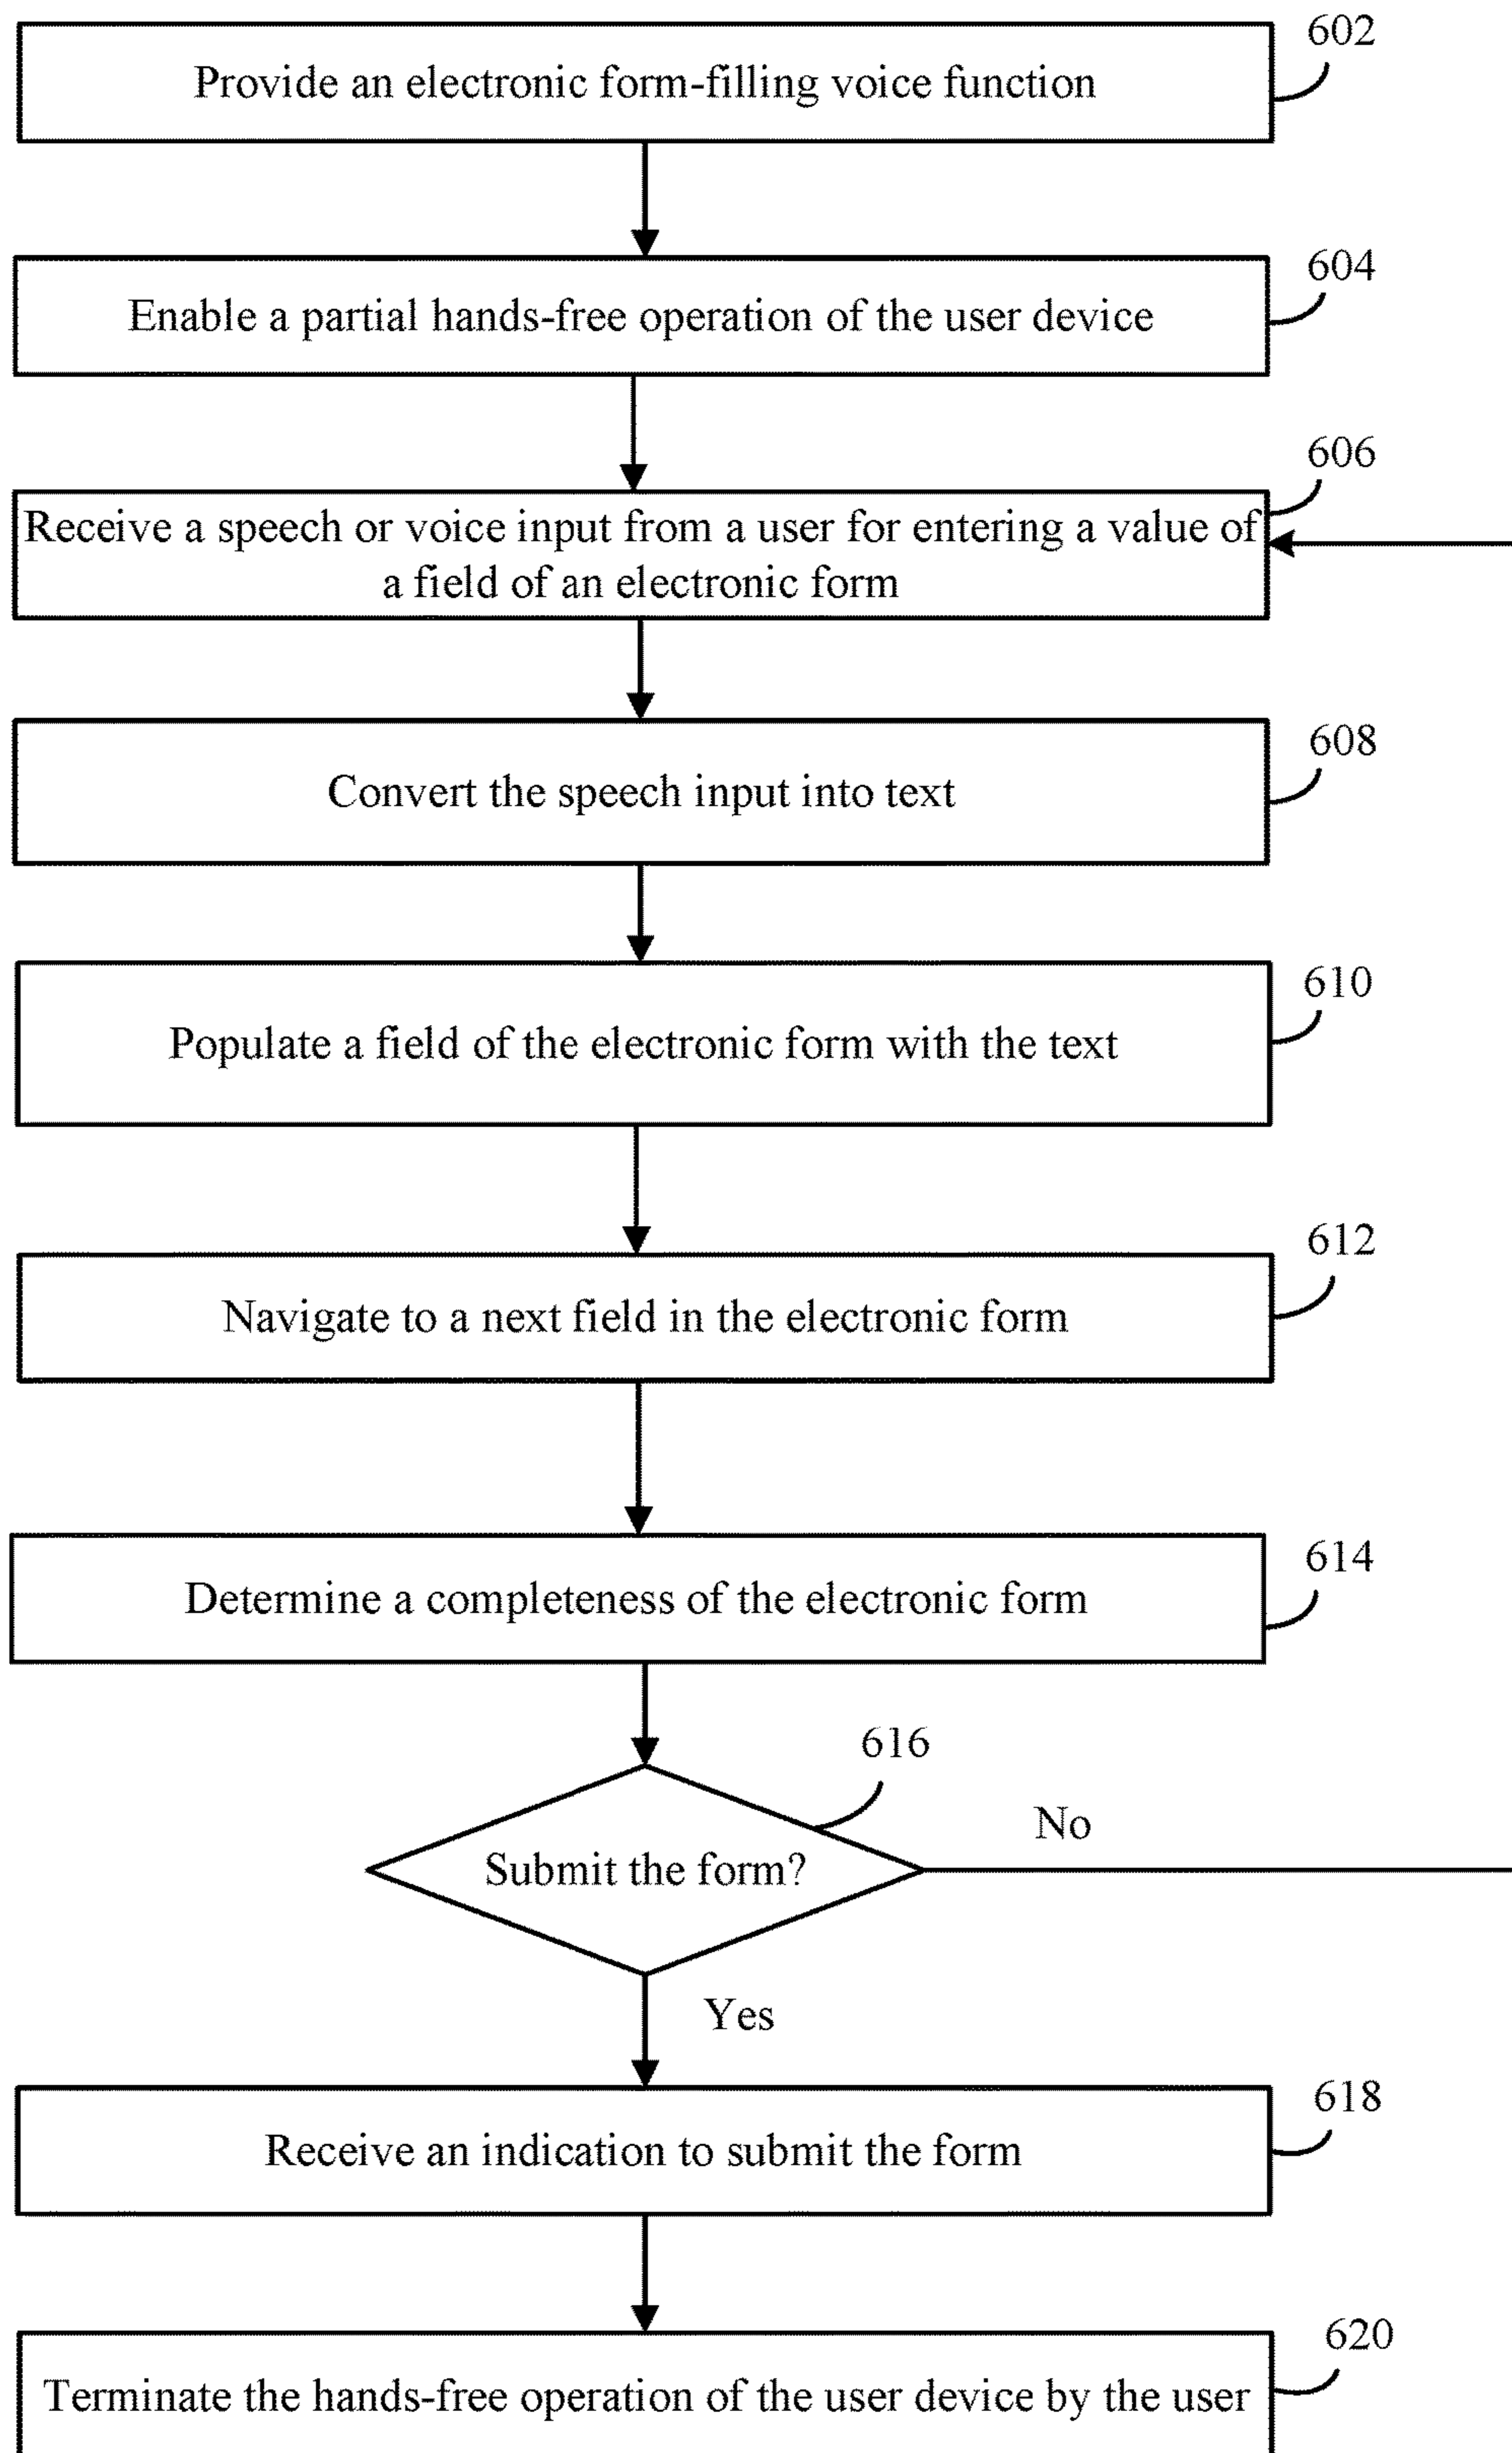 602
Provide an electronic form-filling voice function
604
Enable a partial hands-free operation of the user device
606
Receive a speech or voice input from a user for entering a value of
a field of an electronic form
608
Convert the speech input into text
610
Populate a field of the electronic form with the text
612
Navigate to a next field in the electronic form
614
Determine a completeness of the electronic form
616
No
Submit the form?
Yes
618
Receive an indication to submit the form
620
Terminate the hands-free operation of the user device by the user